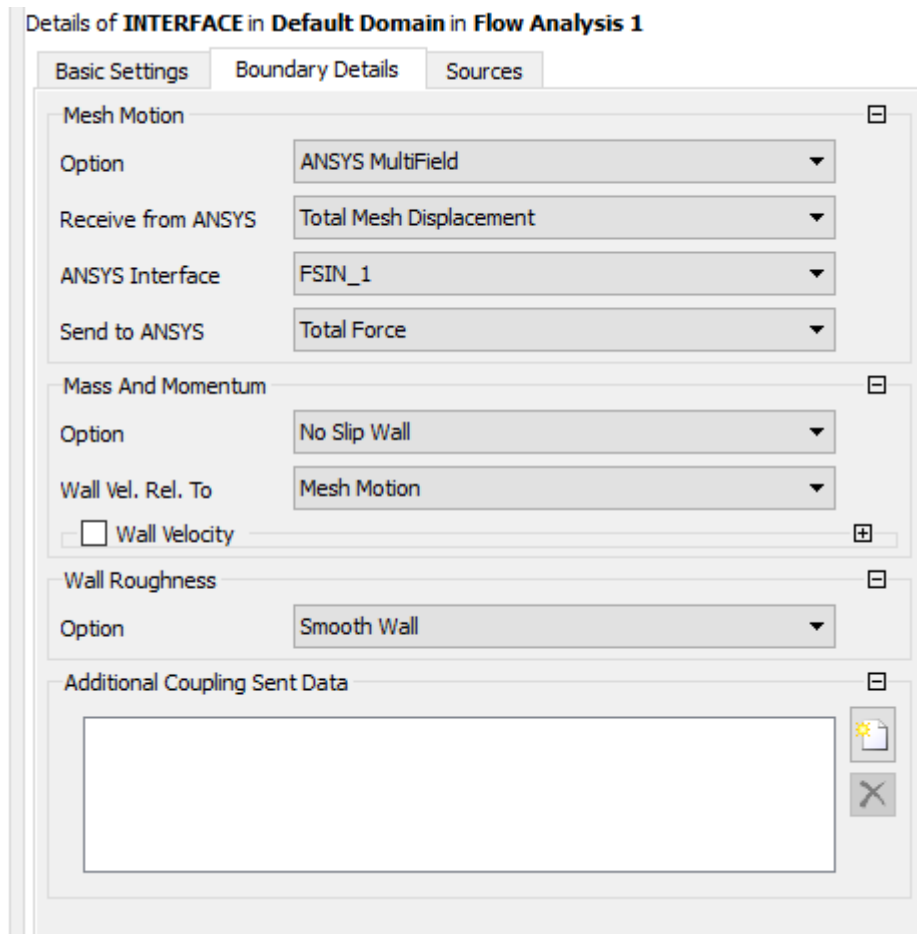 Details of INTERFACE in Default Domain in Flow Analysis 1
Basic Settings Boundary Details Sources
Mesh Motion
Option ANSYS MultiField
Receive from ANSYS Total Mesh Displacement
ANSYS Interface FSIN_1
Send to ANSYS Total Force
Mass And Momentum
Option No Slip Wall
Wall Vel. Rel. To Mesh Motion
Wall Velocity
Wall Roughness
Option Smooth Wall
Additional Coupling Sent Data